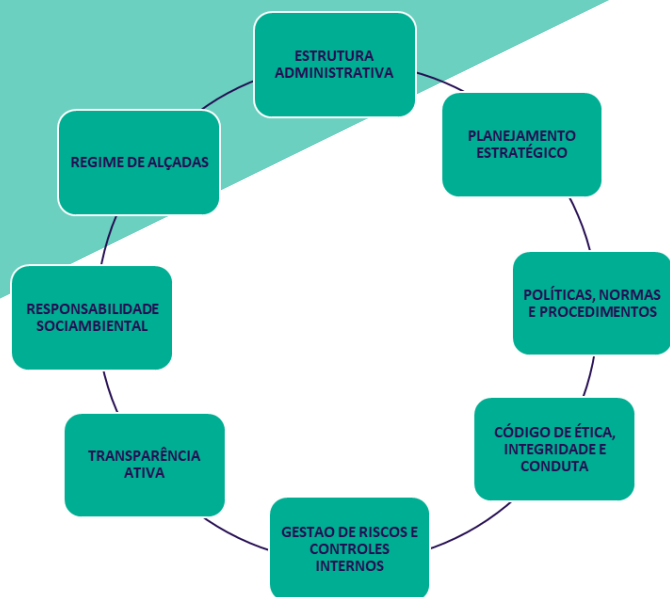 ESTRUTURA
ADMINISTRATIVA
PLANEJAMENTO
ESTRATÉGICO
POLÍTICAS, NORMAS
E PROCEDIMENTOS
CÓDIGO DE ÉTICA,
INTEGRIDADE E
CONDUTA
GESTAO DE RISCOS E
CONTROLES
INTERNOS
TRANSPARÊNCIA
ATIVA
RESPONSABILIDADE
SOCIAMBIENTAL
REGIME DE ALÇADAS